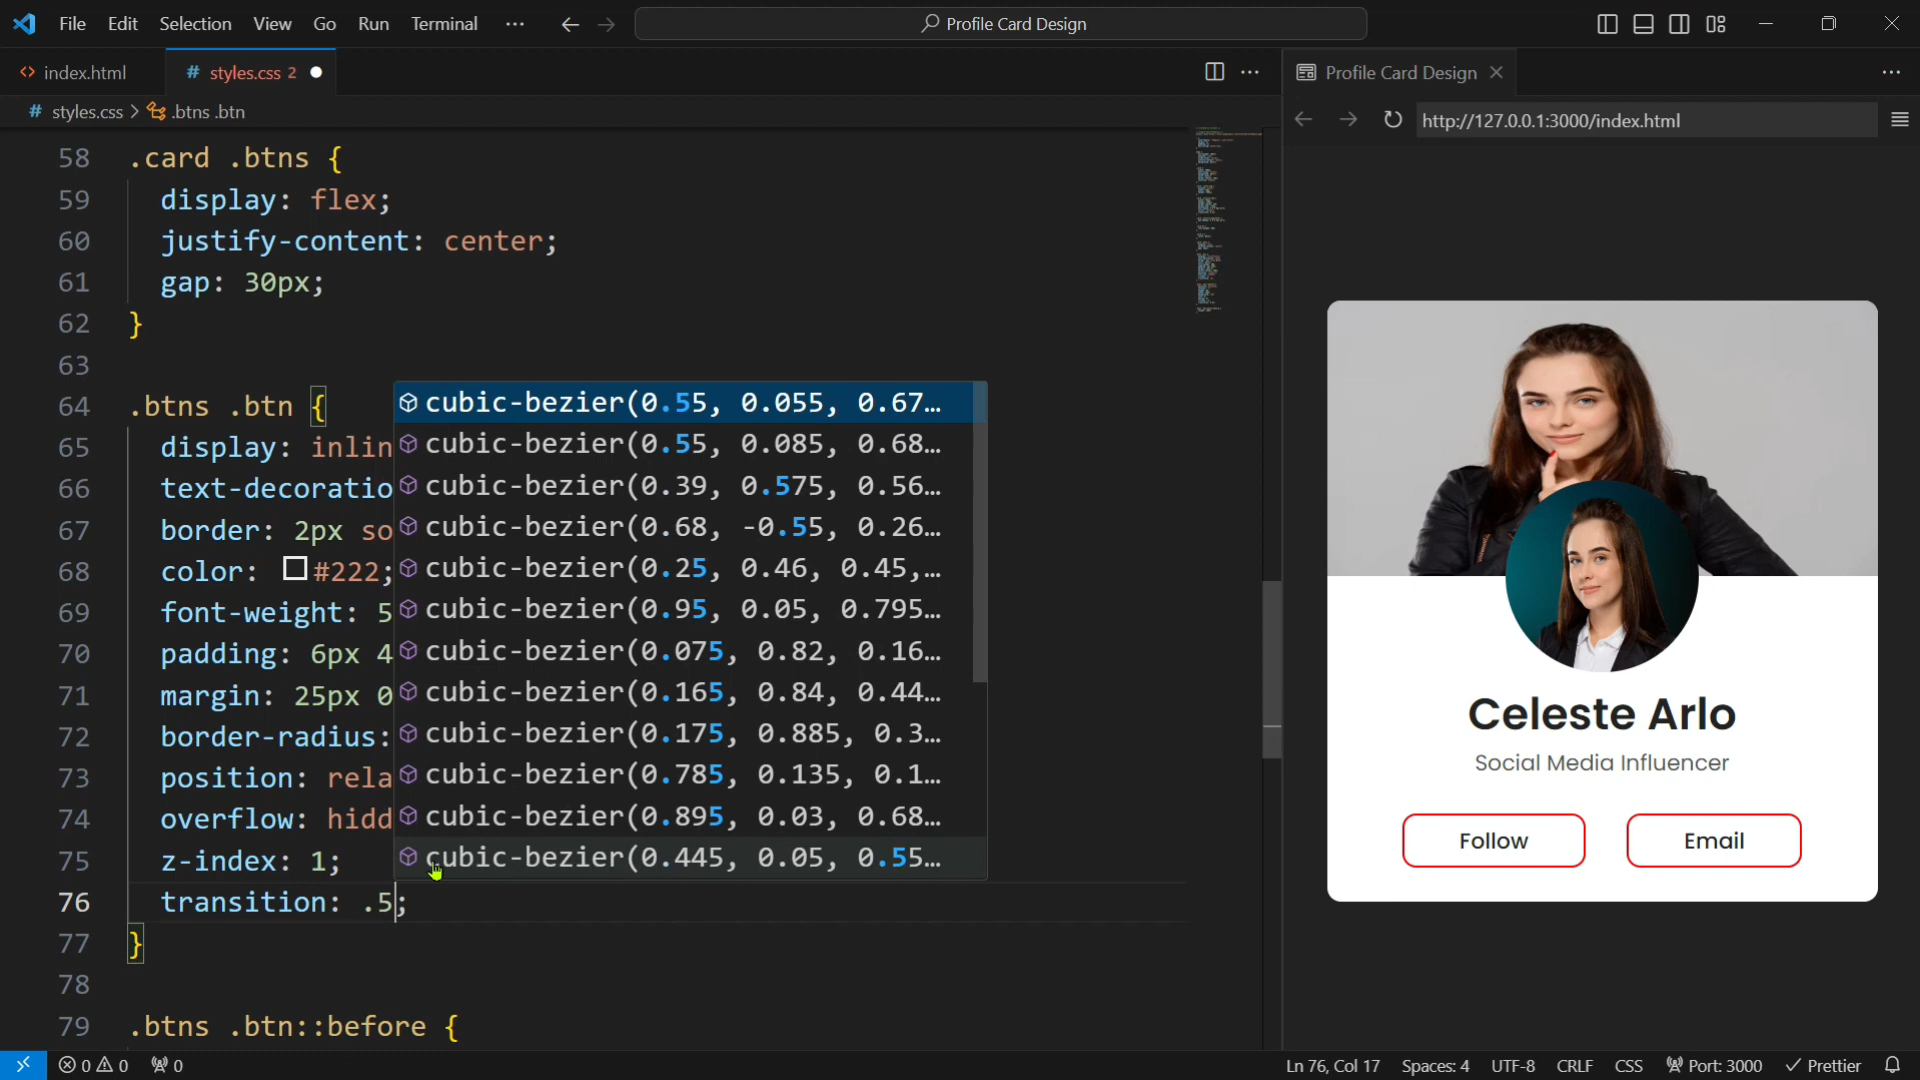 File Edit Selection View Go Run Terminal ··· Profile Card Design
index.html # styles.css 2
# styles.css > .btns .btn
58 .card .btns {
59 display: flex;
60 justify-content: center;
61 gap: 30px;
62 }
63
64 .btns .btn {
65 display: inlin
66 text-decoratio
67 border: 2px so
68 color: #222;
69 font-weight: 5
70 padding: 6px 4
71 margin: 25px 0
72 border-radius:
73 position: rela
74 overflow: hidd
75 z-index: 1;
76 transition: .5;
77 }
78
79 .btns .btn::before {
cubic-bezier(0.55, 0.055, 0.67…
cubic-bezier(0.55, 0.085, 0.68…
cubic-bezier(0.39, 0.575, 0.56…
cubic-bezier(0.68, -0.55, 0.26…
cubic-bezier(0.25, 0.46, 0.45,…
cubic-bezier(0.95, 0.05, 0.795…
cubic-bezier(0.075, 0.82, 0.16…
cubic-bezier(0.165, 0.84, 0.44…
cubic-bezier(0.175, 0.885, 0.3…
cubic-bezier(0.785, 0.135, 0.1…
cubic-bezier(0.895, 0.03, 0.68…
cubic-bezier(0.445, 0.05, 0.55…
Profile Card Design
http://127.0.0.1:3000/index.html
Celeste Arlo
Social Media Influencer
Follow Email
0 0 0 Ln 76, Col 17 Spaces: 4 UTF-8 CRLF CSS Port: 3000 Prettier